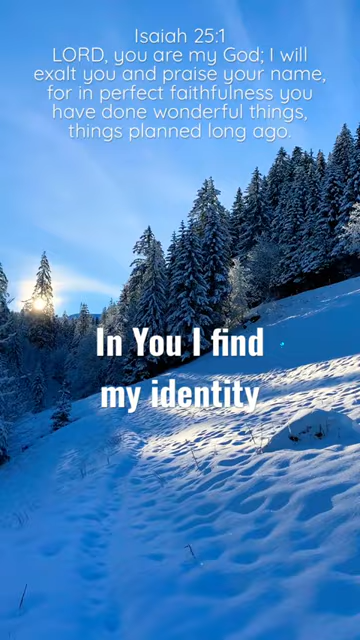 Isaiah 25:1
LORD, you are my God; I will
exalt you and praise your name,
for in perfect faithfulness you
have done wonderful things,
things planned long ago.
In You I find
my identity